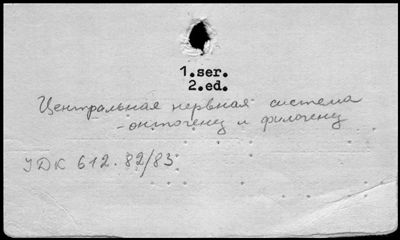 1.ser.
2.ed.
Центральная нервная система
- онтогенез и филогенез
УДК 612.82/83